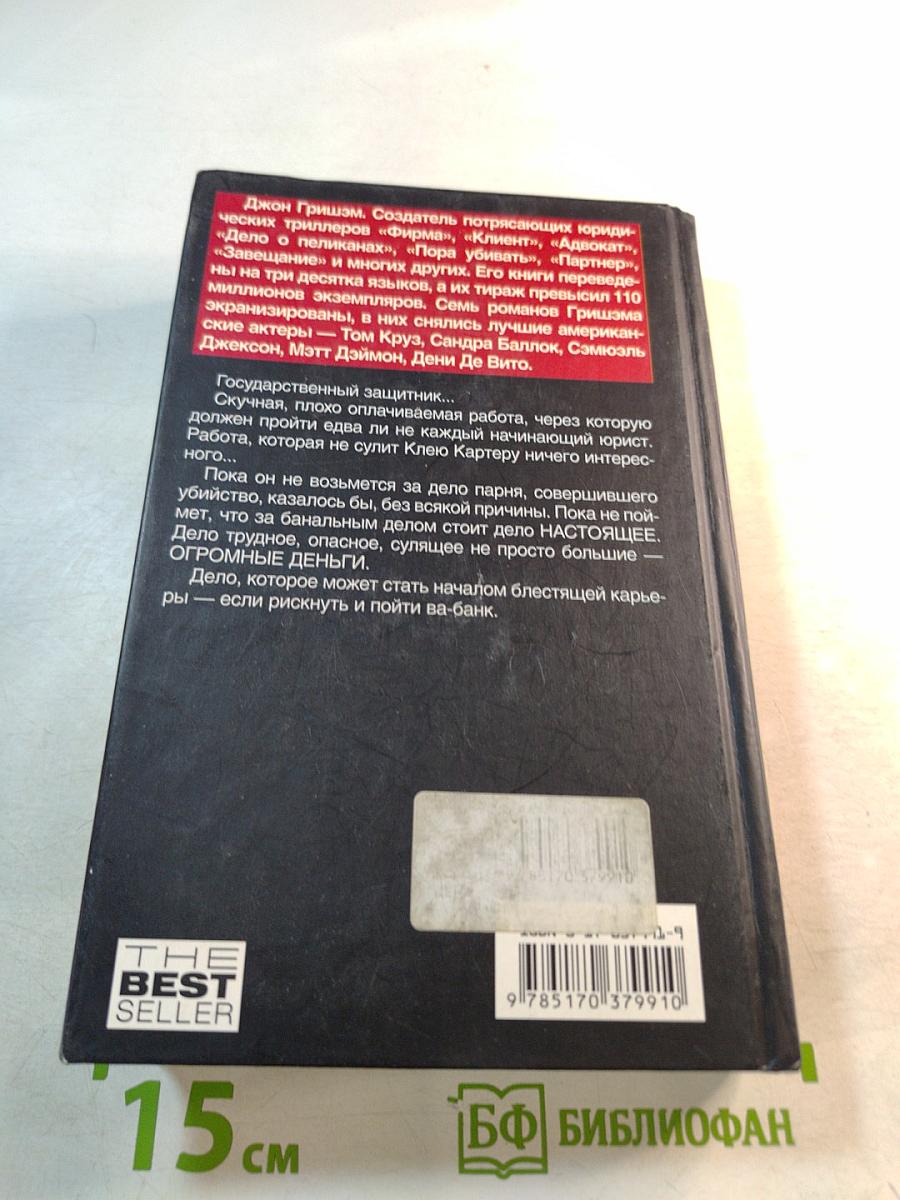 Джон Гришэм. Создатель потрясающих юриди-
ческих триллеров «Фирма», «Клиент», «Адвокат»,
«Дело о пеликанах», «Пора убивать», «Партнер»,
«Завещание» и многих других. Его книги переведе-
ны на три десятка языков, а их тираж превысил 110
миллионов экземпляров. Семь романов Гришэма
экранизированы, в них снялись лучшие американ-
ские актеры — Том Круз, Сандра Баллок, Сэмюэль
Джексон, Мэтт Дэймон, Дени Де Вито.
Государственный защитник...
Скучная, плохо оплачиваемая работа, через которую
должен пройти едва ли не каждый начинающий юрист.
Работа, которая не сулит Клею Картеру ничего интерес-
ного...
Пока он не возьмется за дело парня, совершившего
убийство, казалось бы, без всякой причины. Пока не пой-
мет, что за банальным делом стоит дело НАСТОЯЩЕЕ.
Дело трудное, опасное, сулящее не просто большие —
ОГРОМНЫЕ ДЕНЬГИ.
Дело, которое может стать началом блестящей карье-
ры — если рискнуть и пойти ва-банк.
THE
BEST
SELLER
9 785170 379910
15 см
БФ БИБЛИОФАН